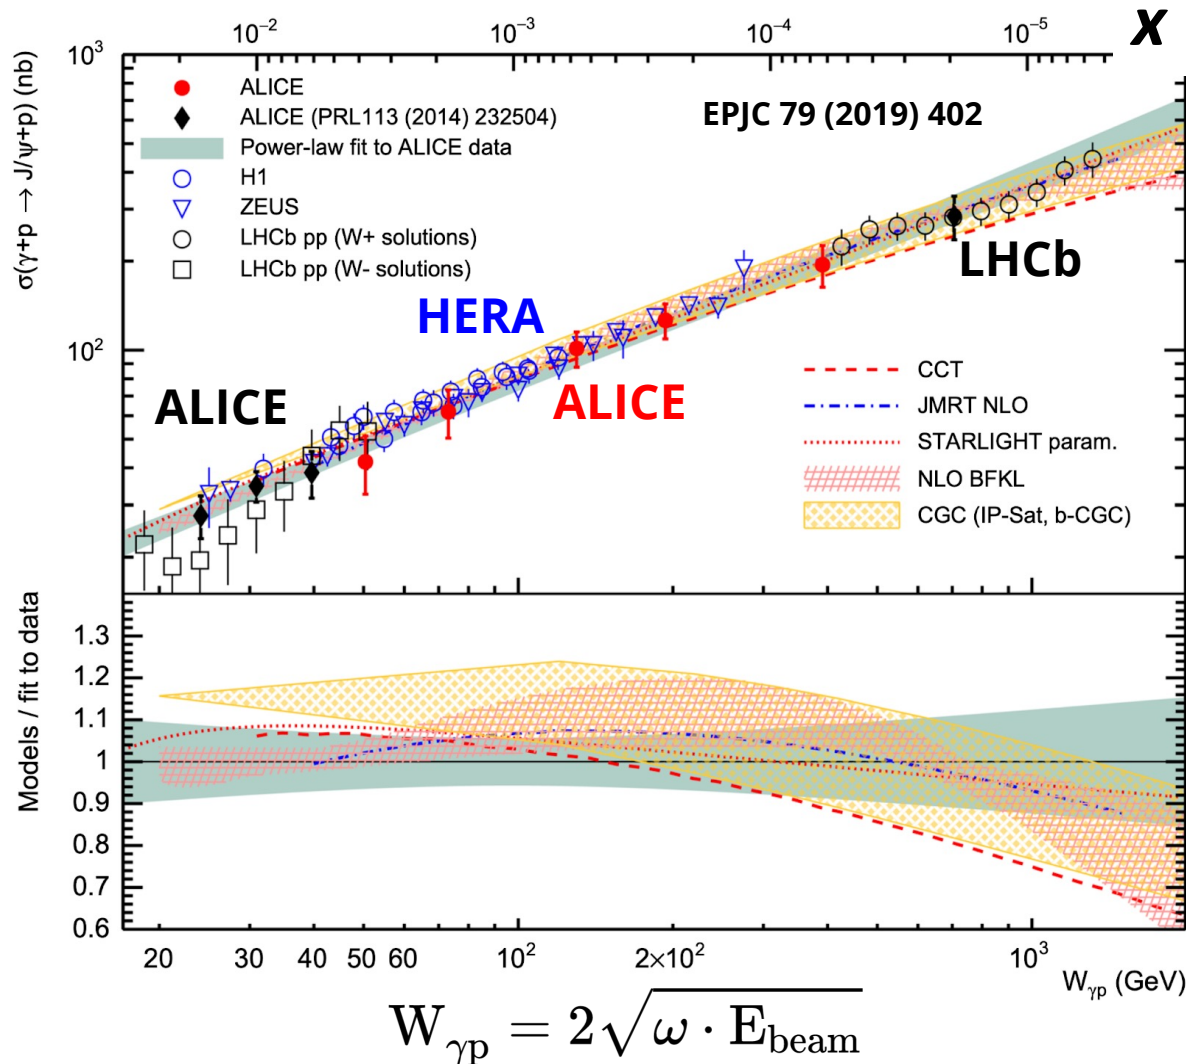 10⁻² 10⁻³ 10⁻⁴ 10⁻⁵ x
σ(γ+p → J/ψ+p) (nb)
10³
ALICE
ALICE (PRL113 (2014) 232504)
Power-law fit to ALICE data
H1
ZEUS
LHCb pp (W+ solutions)
LHCb pp (W- solutions)
EPJC 79 (2019) 402
LHCb
HERA
10²
ALICE
ALICE
CCT
JMRT NLO
STARLIGHT param.
NLO BFKL
CGC (IP-Sat, b-CGC)
Models / fit to data
1.3
1.2
1.1
1
0.9
0.8
0.7
0.6
20 30 40 50 60 10² 2×10² 10³
W_γp (GeV)
W_γp = 2√ω · E_beam